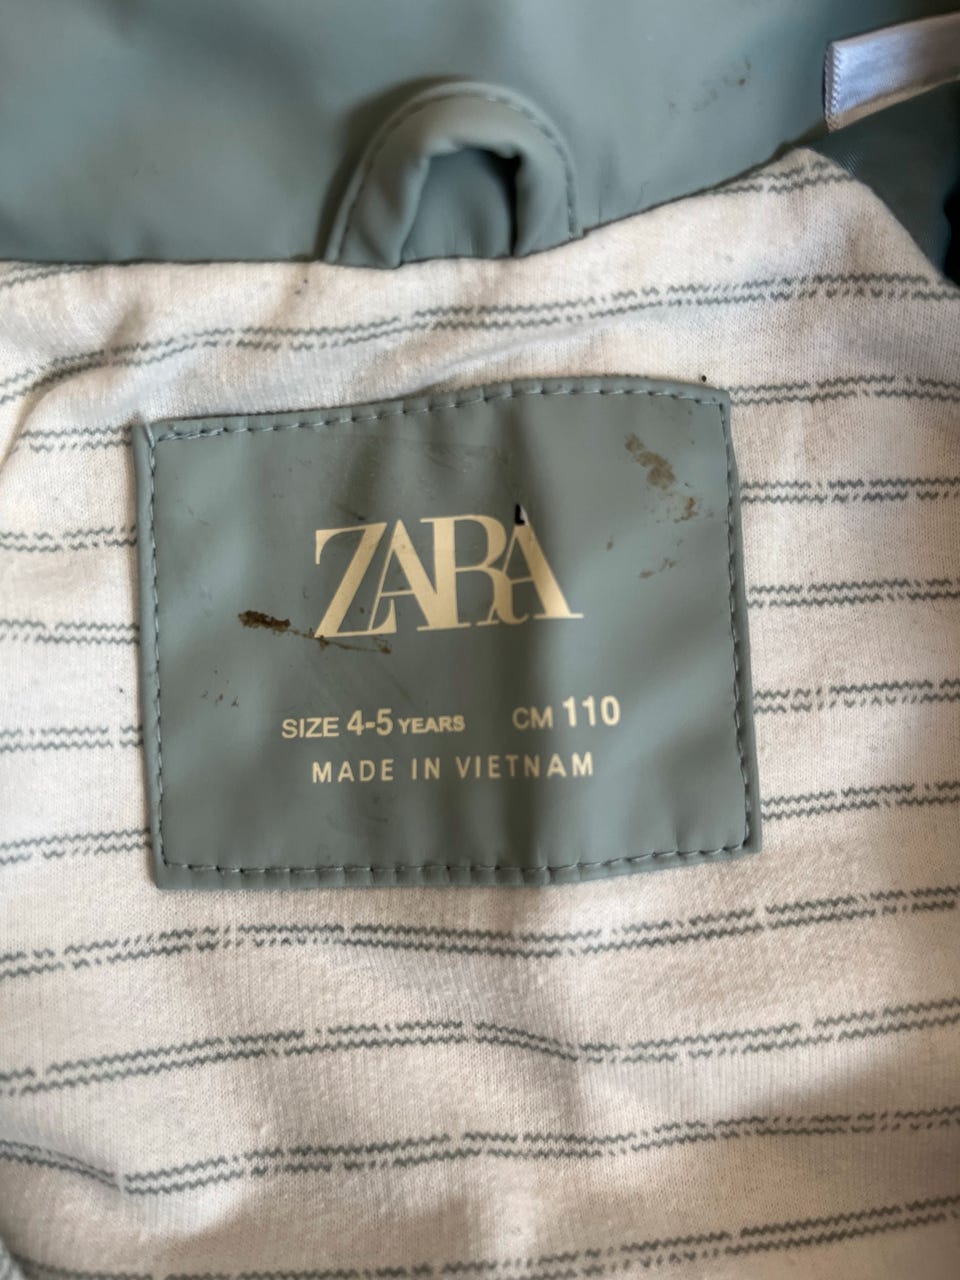 ZARA
SIZE 4-5 YEARS CM 110
MADE IN VIETNAM